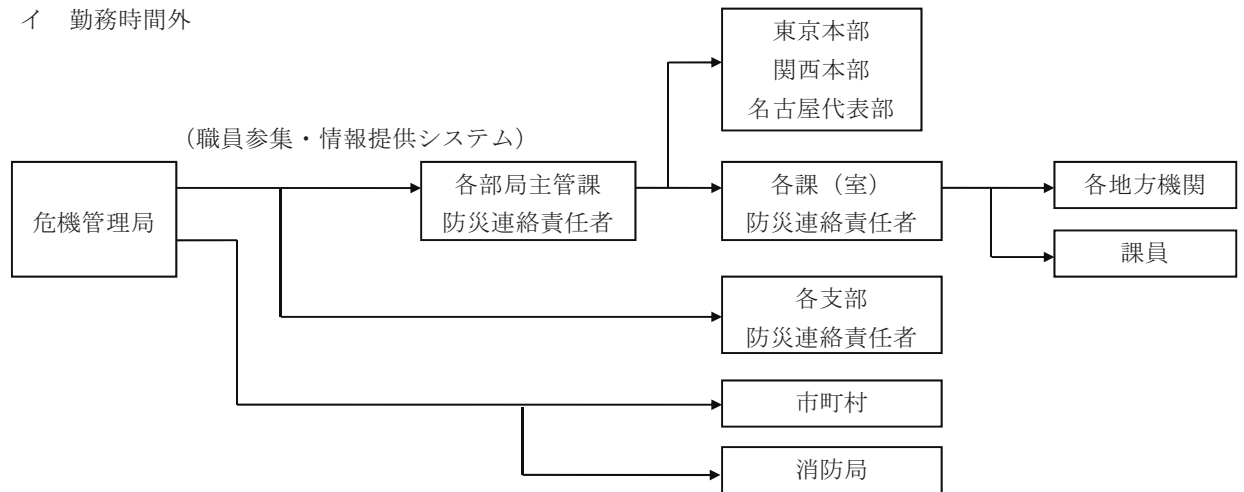 イ　勤務時間外
東京本部
関西本部
名古屋代表部
（職員参集・情報提供システム）
危機管理局
各部局主管課
防災連絡責任者
各課（室）
防災連絡責任者
各地方機関
課員
各支部
防災連絡責任者
市町村
消防局